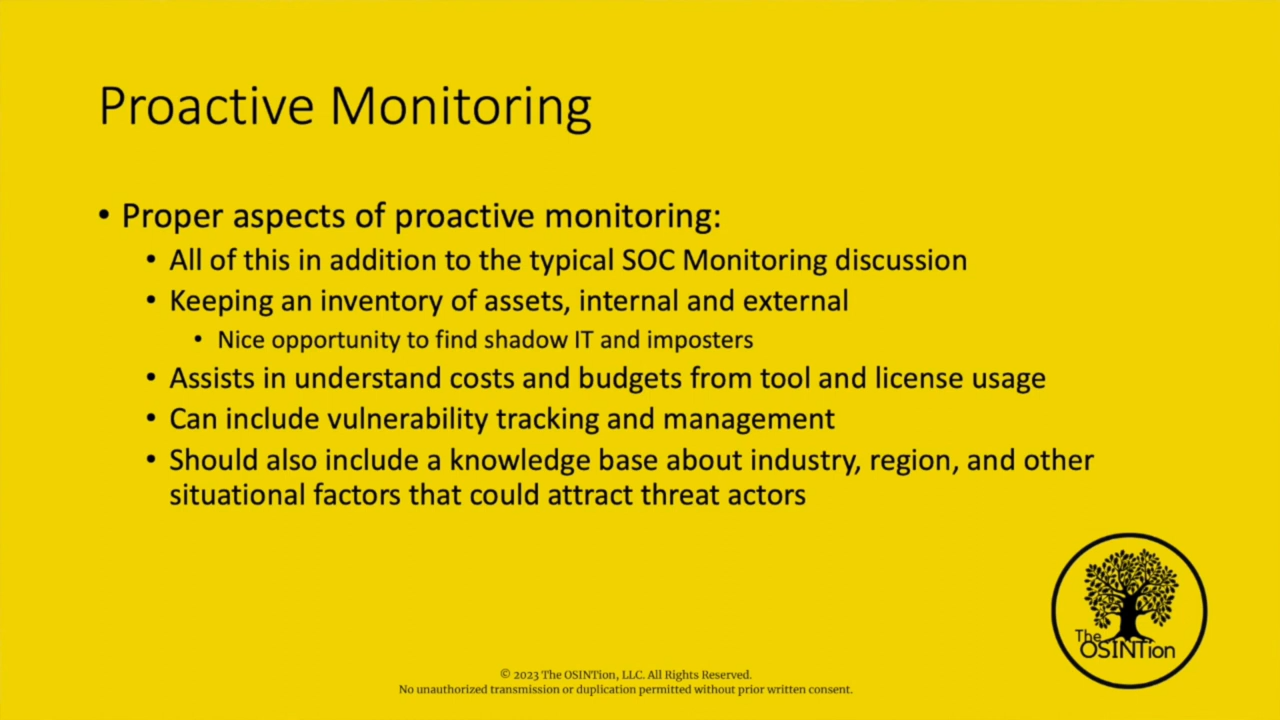 Proactive Monitoring
• Proper aspects of proactive monitoring:
• All of this in addition to the typical SOC Monitoring discussion
• Keeping an inventory of assets, internal and external
• Nice opportunity to find shadow IT and imposters
• Assists in understand costs and budgets from tool and license usage
• Can include vulnerability tracking and management
• Should also include a knowledge base about industry, region, and other
situational factors that could attract threat actors
The
OSINTion
© 2023 The OSINTion, LLC. All Rights Reserved.
No unauthorized transmission or duplication permitted without prior written consent.